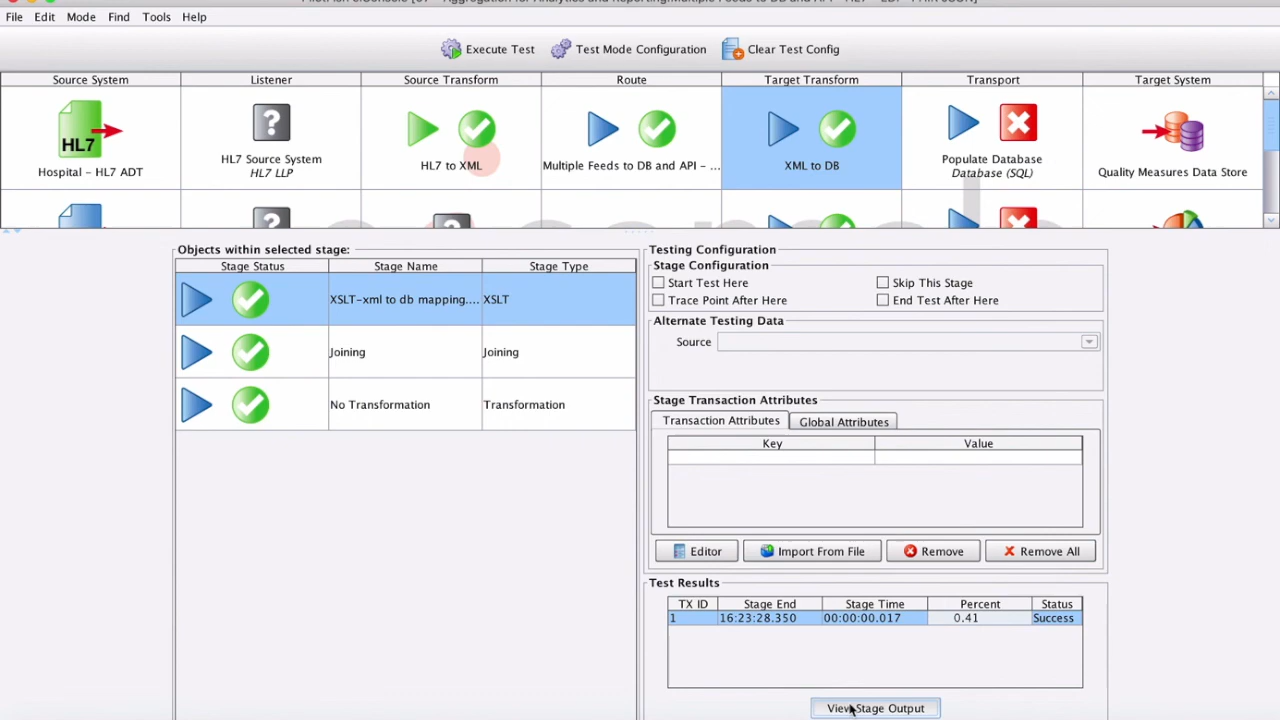 File Edit Mode Find Tools Help
Execute Test Test Mode Configuration Clear Test Config
Source System Listener Source Transform Route Target Transform Transport Target System
HL7
Hospital - HL7 ADT
HL7 Source System
HL7 LLP
HL7 to XML
Multiple Feeds to DB and API - ...
XML to DB
Populate Database
Database (SQL)
Quality Measures Data Store
Objects within selected stage:
Stage Status Stage Name Stage Type
XSLT-xml to db mapping.... XSLT
Joining Joining
No Transformation Transformation
Testing Configuration
Stage Configuration
Start Test Here Skip This Stage
Trace Point After Here End Test After Here
Alternate Testing Data
Source
Stage Transaction Attributes
Transaction Attributes Global Attributes
Key Value
Editor Import From File Remove Remove All
Test Results
TX ID Stage End Stage Time Percent Status
1 16:23:28.350 00:00:00.017 0.41 Success
View Stage Output